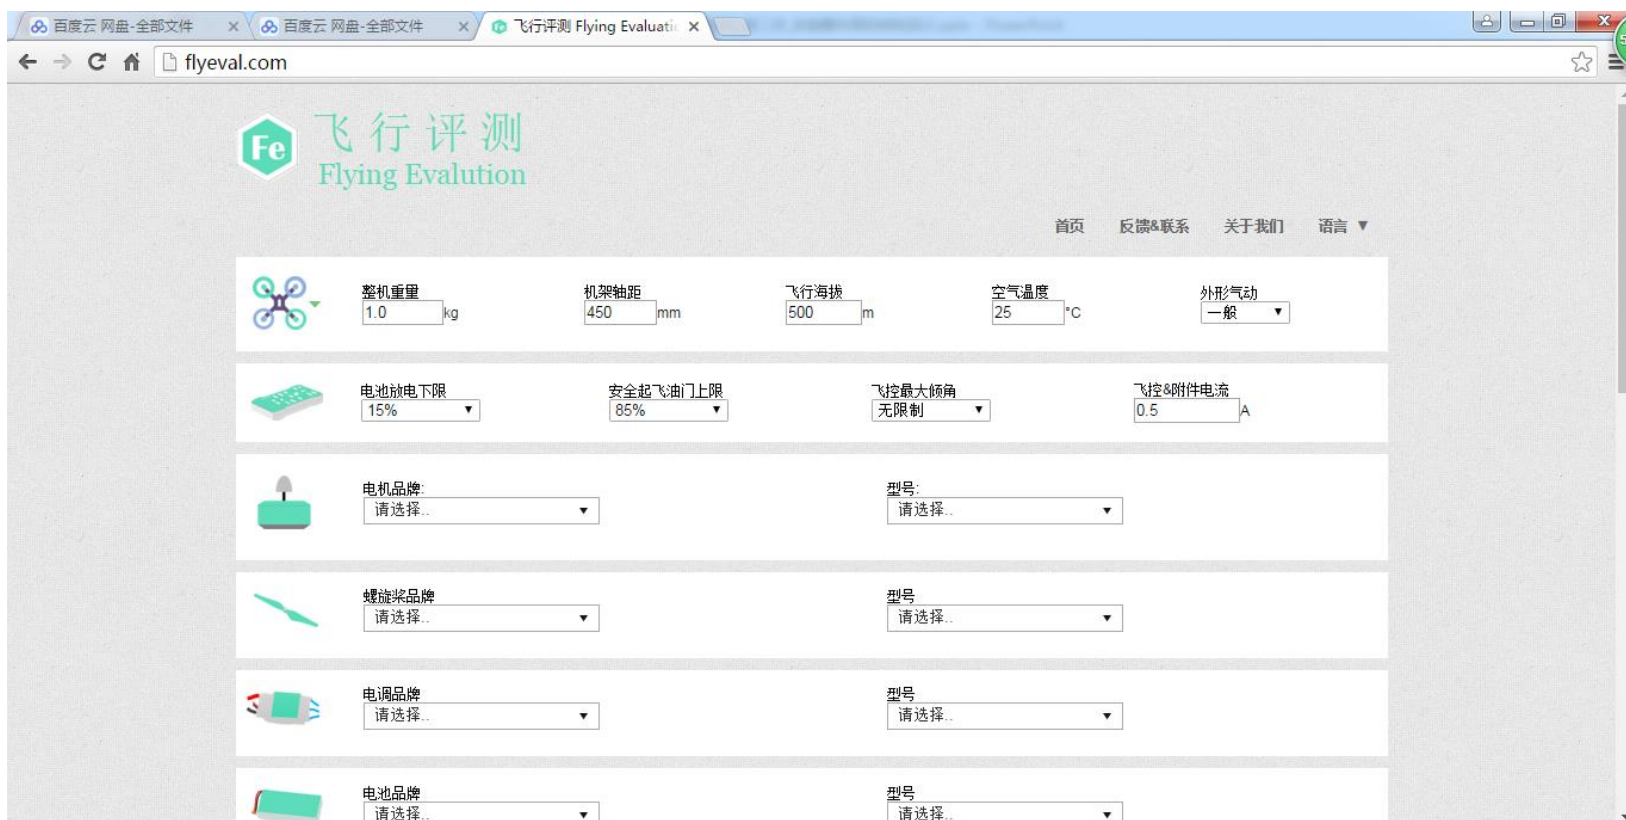 百度云 网盘-全部文件 百度云 网盘-全部文件 飞行评测 Flying Evaluati
flyeval.com
Fe
飞行评测
Flying Evalution
首页 反馈&联系 关于我们 语言 ▼
整机重量 机架轴距 飞行海拔 空气温度 外形气动
1.0 kg 450 mm 500 m 25 °C 一般
电池放电下限 安全起飞油门上限 飞控最大倾角 飞控&附件电流
15% 85% 无限制 0.5 A
电机品牌: 型号:
请选择.. 请选择..
螺旋桨品牌 型号
请选择.. 请选择..
电调品牌 型号
请选择.. 请选择..
电池品牌 型号
请选择.. 请选择..